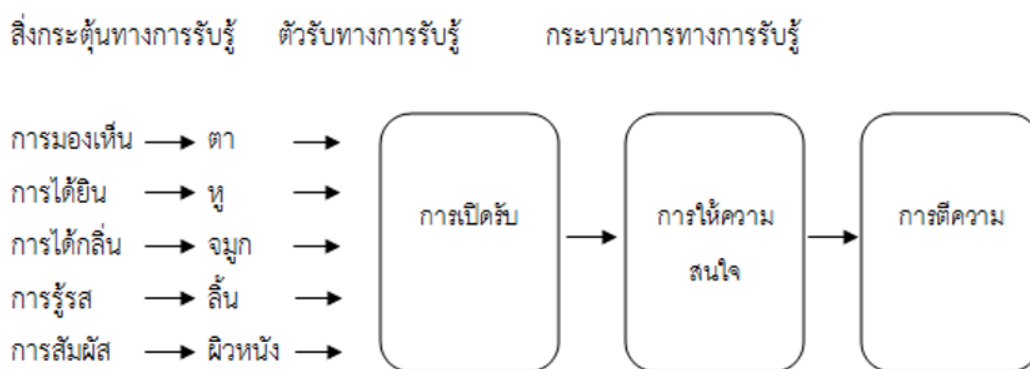 สิ่งกระตุ้นทางการรับรู้ ตัวรับทางการรับรู้ กระบวนการทางการรับรู้
การมองเห็น ตา
การได้ยิน หู
การได้กลิ่น จมูก
การรู้รส ลิ้น
การสัมผัส ผิวหนัง
การเปิดรับ
การให้ความ
สนใจ
การตีความ